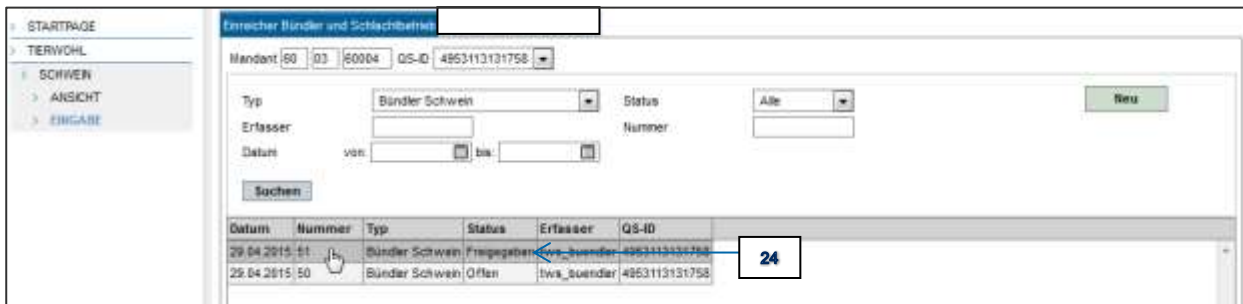 STARTPAGE
TIERWOHL
SCHWEIN
ANSICHT
EINGABE
Einreicher Bündler und Schlachtbetrieb
Mandant 60 03 60004 QS-ID 4953113131758
Typ Bündler Schwein Status Alle Neu
Erfasser Nummer
Datum von: bis:
Suchen
Datum Nummer Typ Status Erfasser QS-ID
29.04.2015 51 Bündler Schwein Freigegeben tws_buendler 4953113131758
24
29.04.2015 50 Bündler Schwein Offen tws_buendler 4953113131758